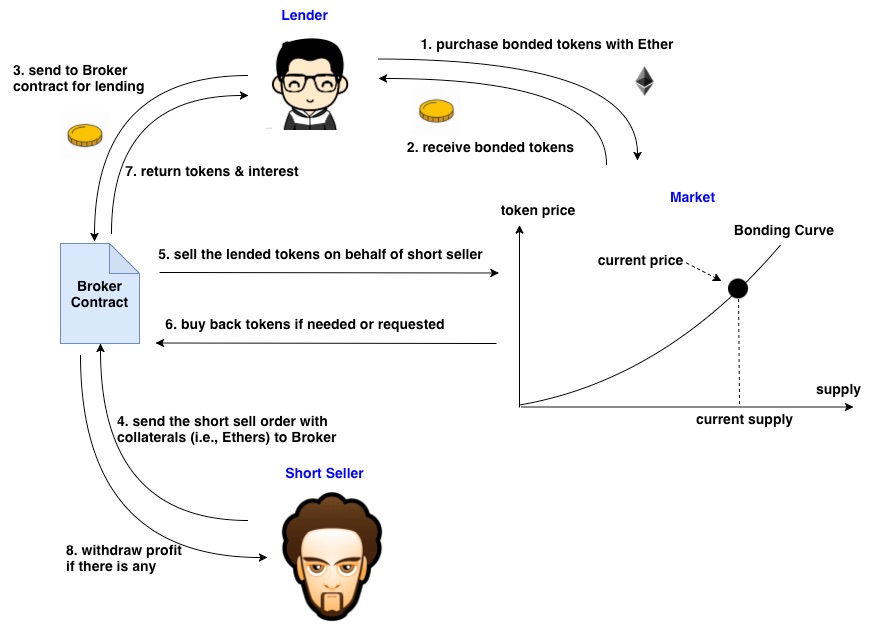 Lender
1. purchase bonded tokens with Ether
3. send to Broker
contract for lending
2. receive bonded tokens
7. return tokens & interest
Market
token price
Bonding Curve
5. sell the lended tokens on behalf of short seller
current price
Broker
Contract
6. buy back tokens if needed or requested
supply
current supply
4. send the short sell order with
collaterals (i.e., Ethers) to Broker
Short Seller
8. withdraw profit
if there is any